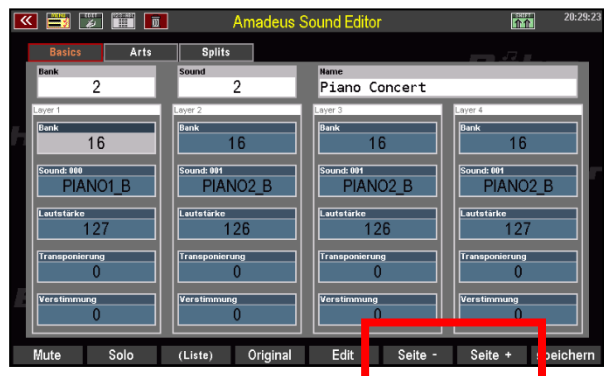 MENU TEXT SHIFT
Amadeus Sound Editor
20:29:23
Basics Arts Splits
Bank Sound Name
2 2 Piano Concert
Layer 1 Layer 2 Layer 3 Layer 4
Bank Bank Bank Bank
16 16 16 16
Sound: 000 Sound: 001 Sound: 001 Sound: 001
PIANO1_B PIANO2_B PIANO2_B PIANO2_B
Lautstärke Lautstärke Lautstärke Lautstärke
127 126 126 127
Transponierung Transponierung Transponierung Transponierung
0 0 0 0
Verstimmung Verstimmung Verstimmung Verstimmung
0 0 0 0
Mute Solo (Liste) Original Edit Seite - Seite + speichern